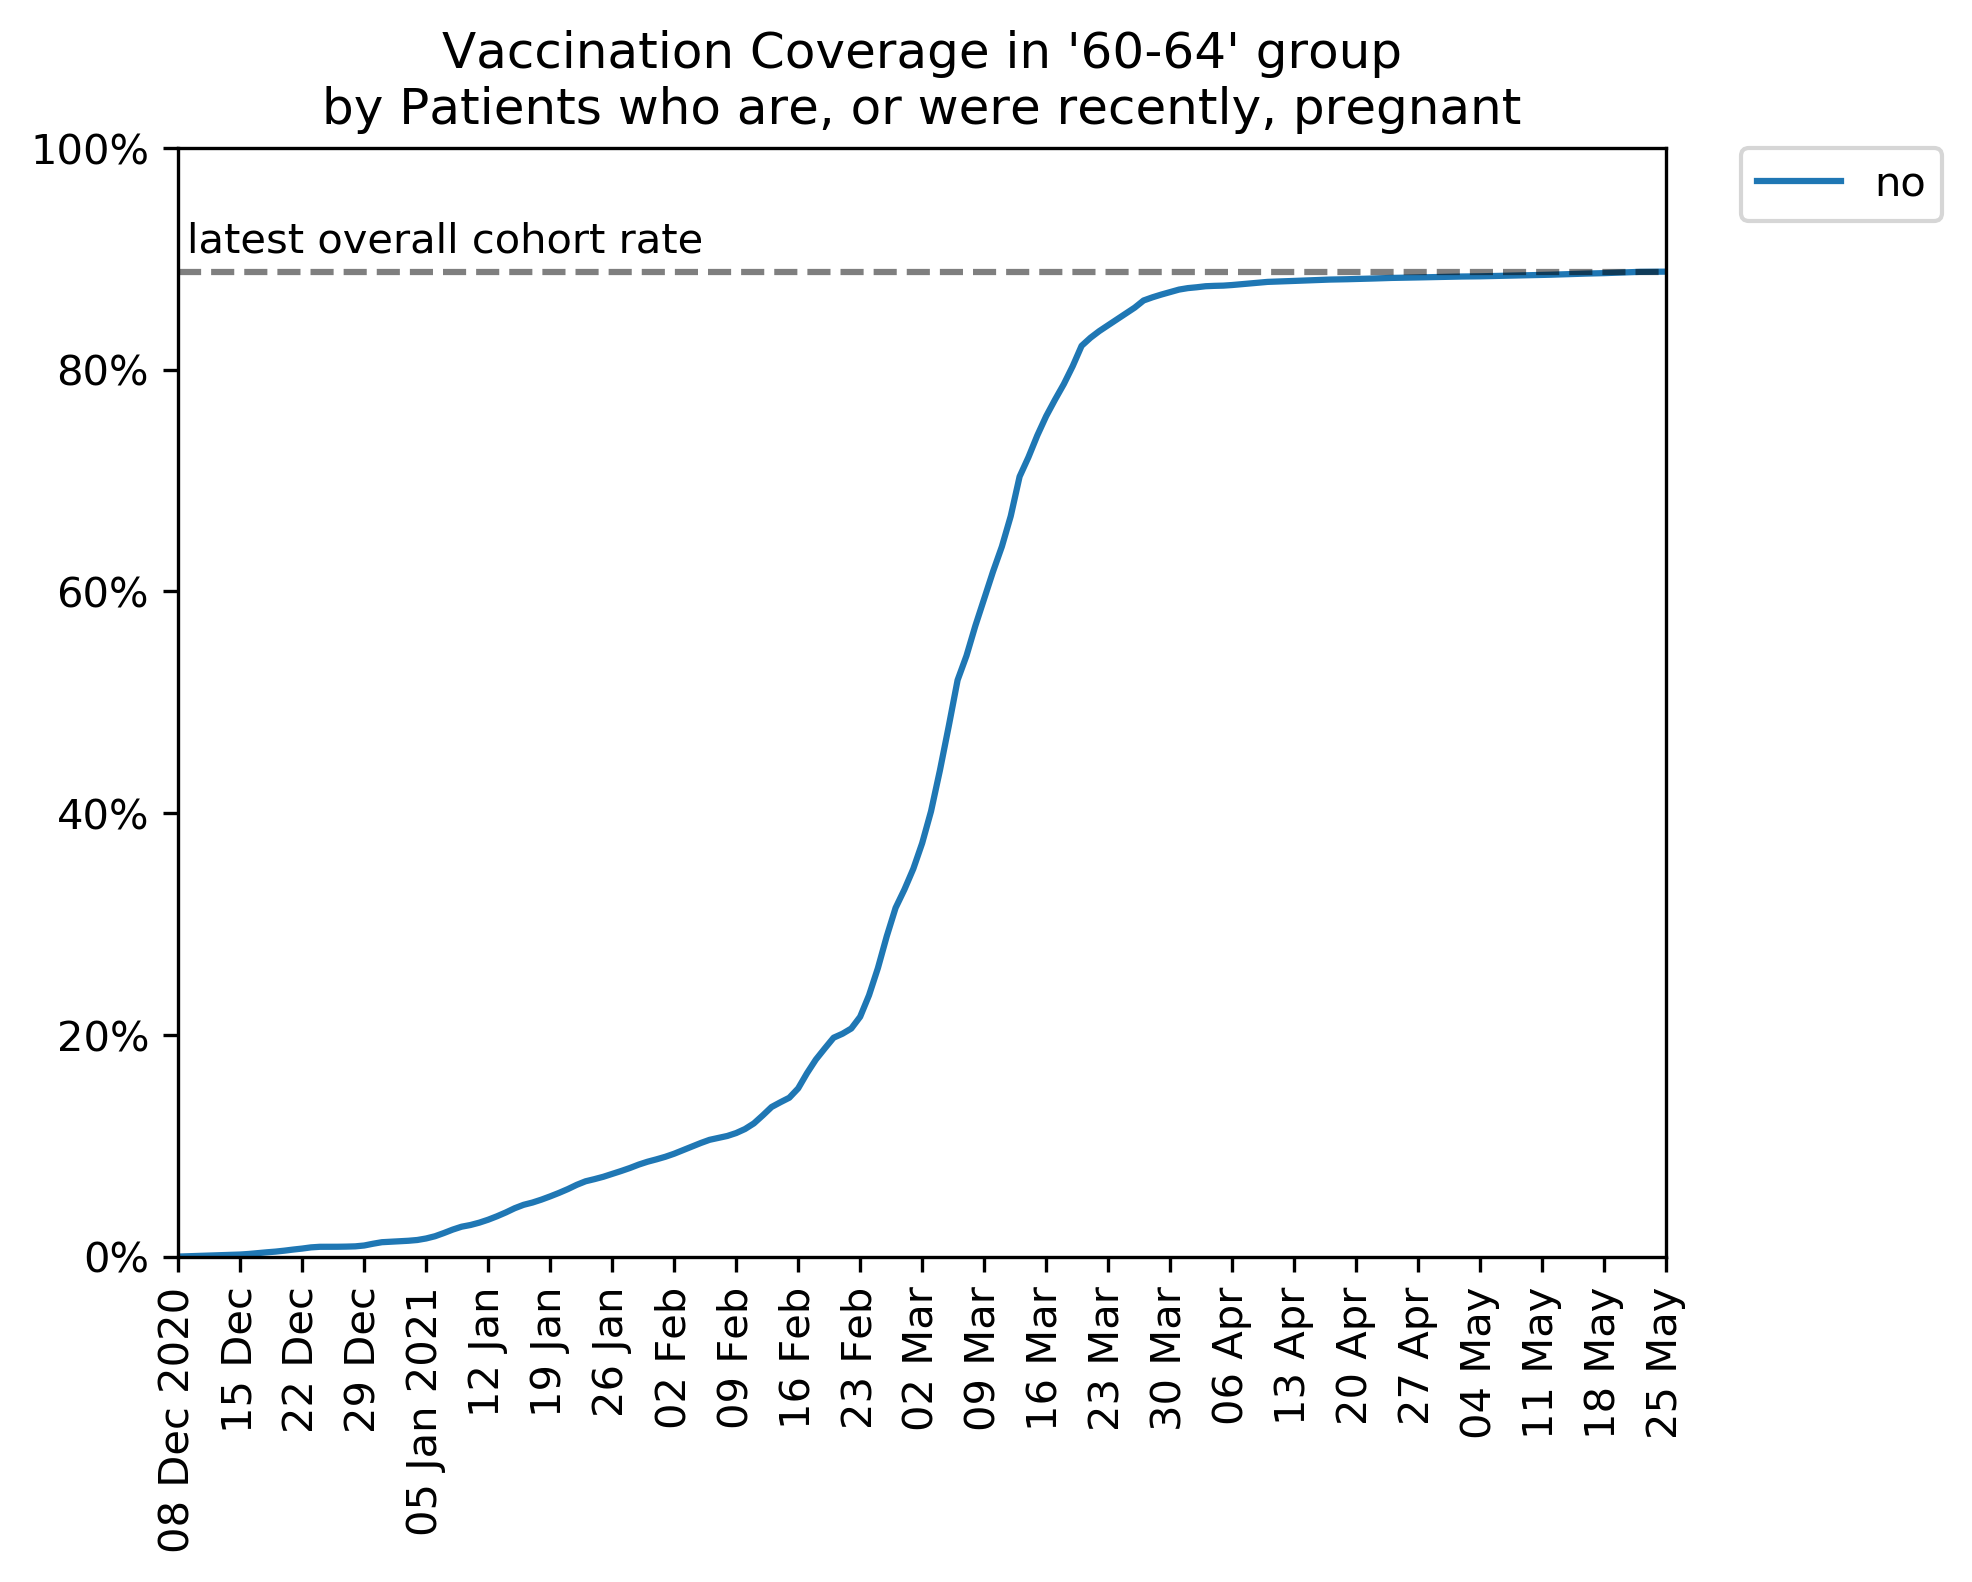 Vaccination Coverage in '60-64' group
by Patients who are, or were recently, pregnant
100%
80%
60%
40%
20%
0%
latest overall cohort rate
no
08 Dec 2020
15 Dec
22 Dec
29 Dec
05 Jan 2021
12 Jan
19 Jan
26 Jan
02 Feb
09 Feb
16 Feb
23 Feb
02 Mar
09 Mar
16 Mar
23 Mar
30 Mar
06 Apr
13 Apr
20 Apr
27 Apr
04 May
11 May
18 May
25 May